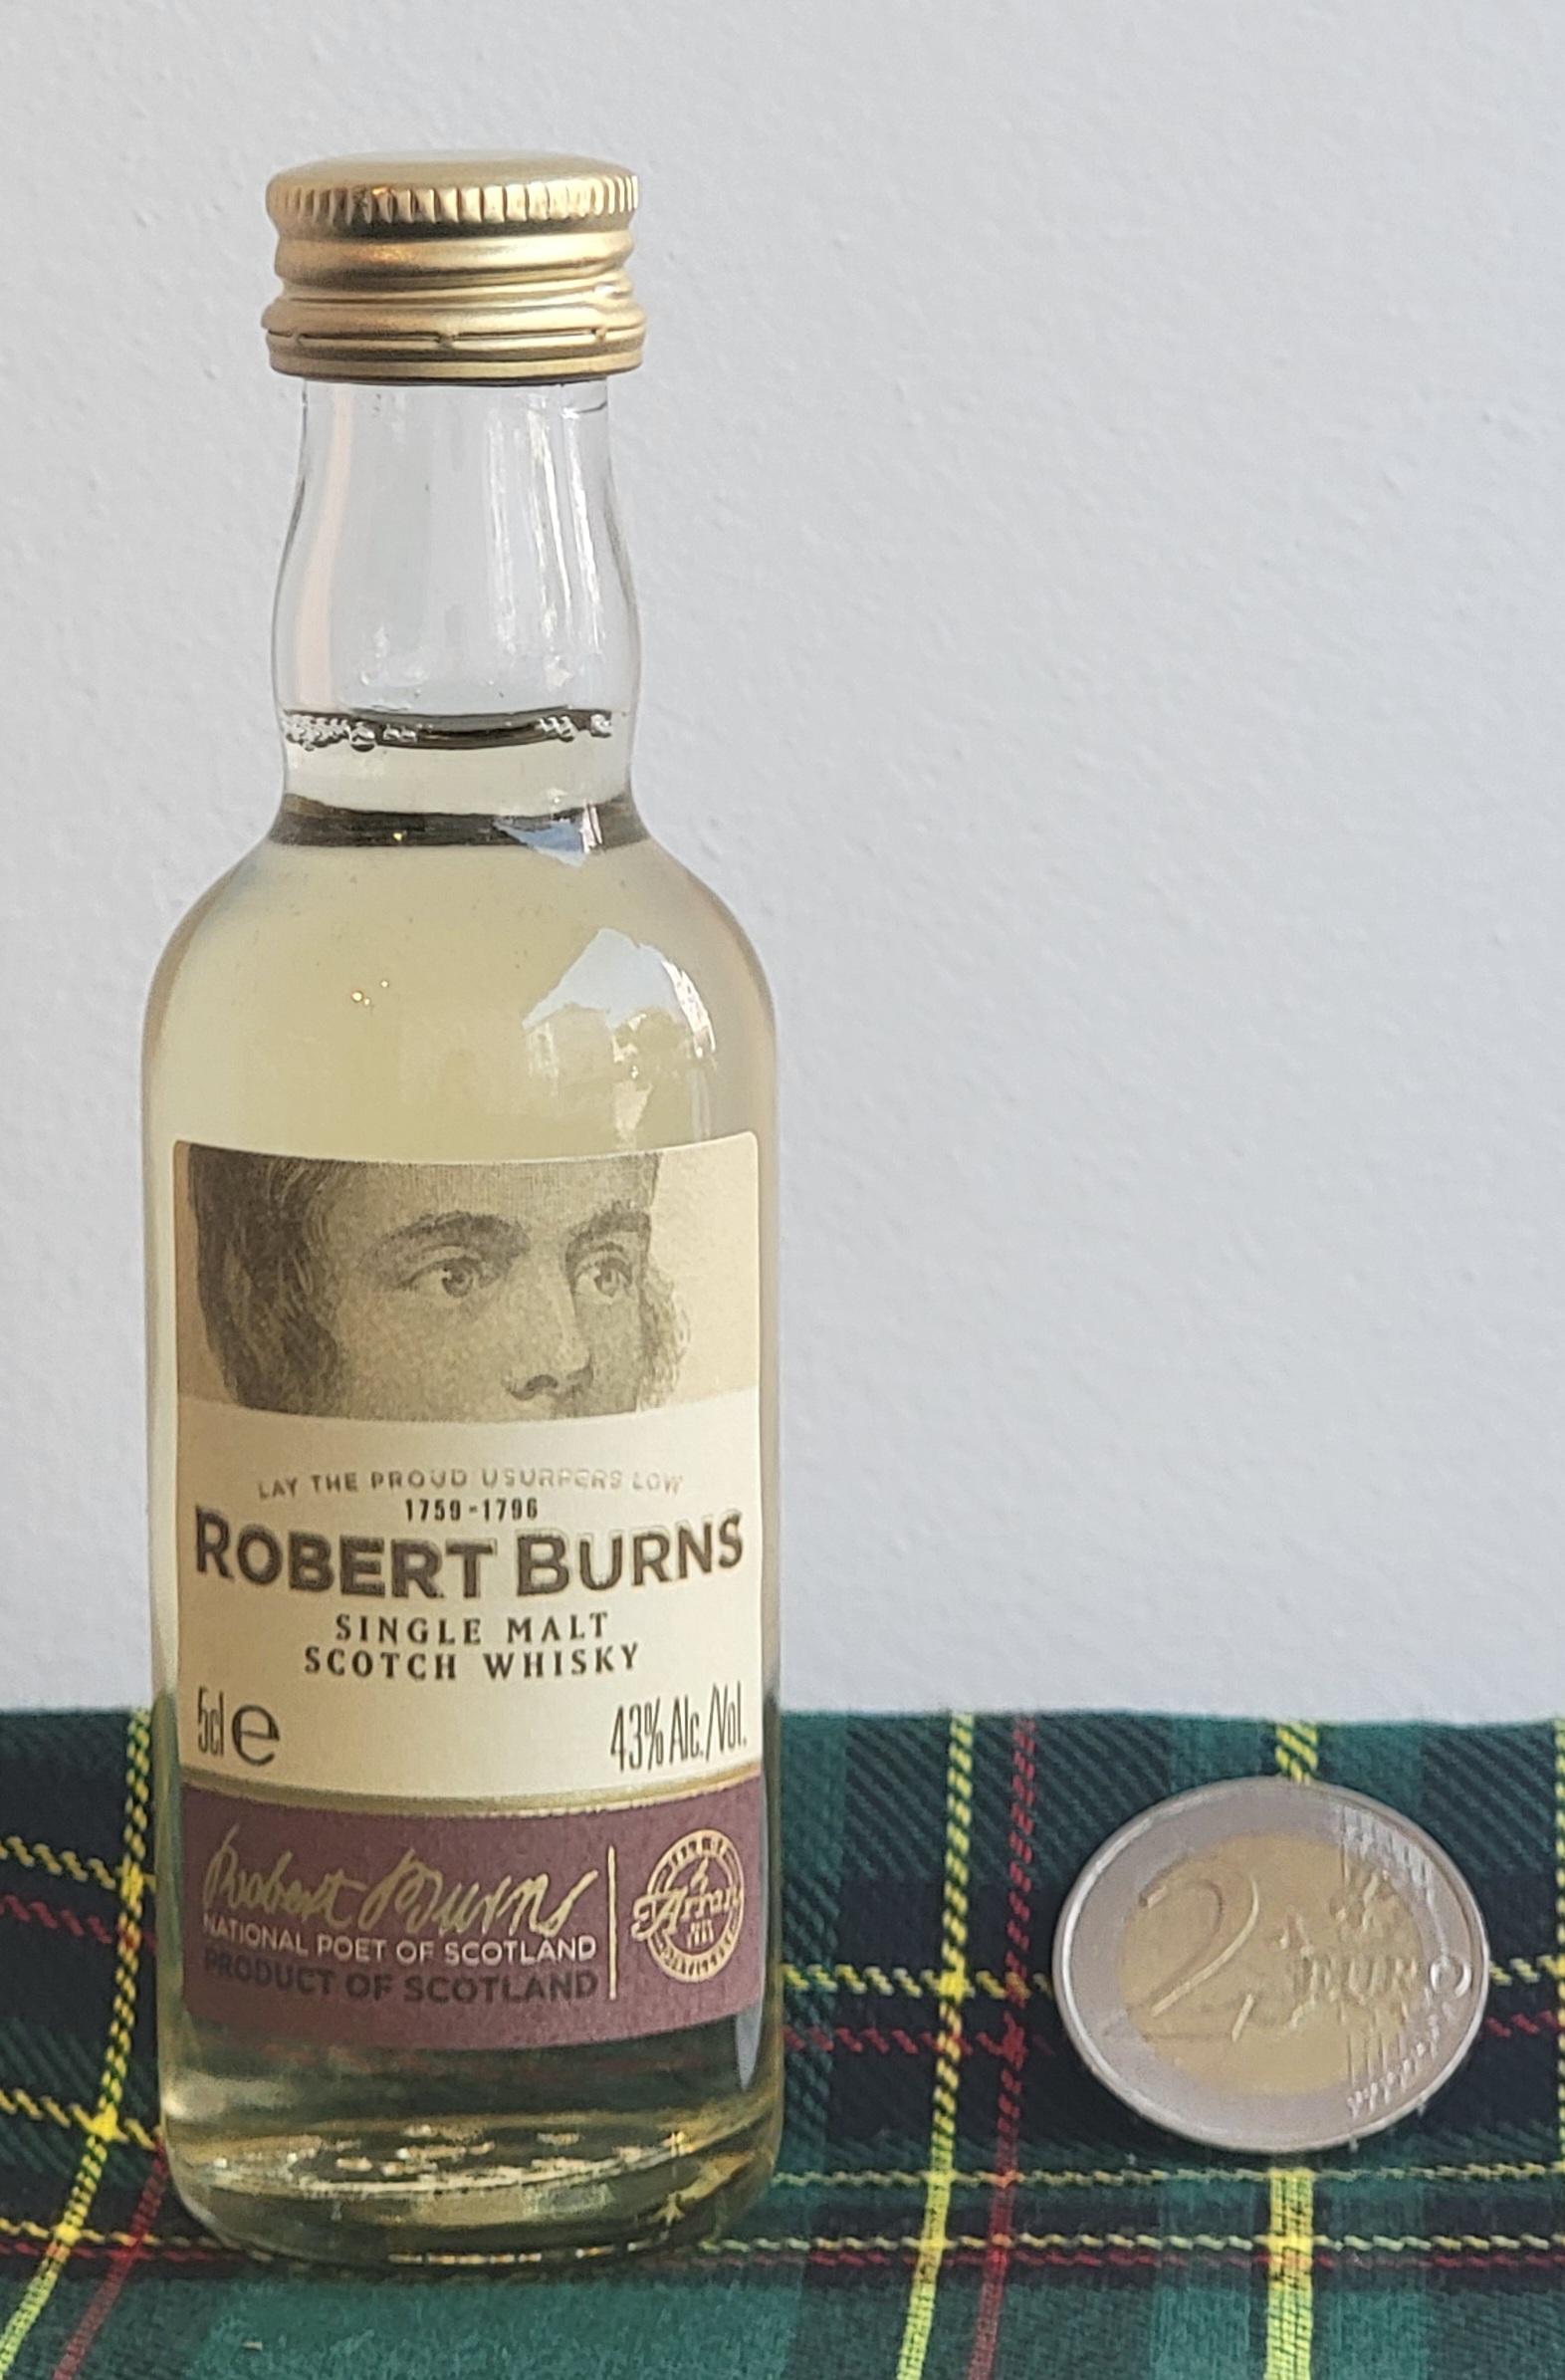 LAY THE PROUD USURPERS LOW
1759-1796
ROBERT BURNS
SINGLE MALT
SCOTCH WHISKY
5cl e
43% Alc./Vol.
Robert Burns
NATIONAL POET OF SCOTLAND
PRODUCT OF SCOTLAND
Arran
2 EURO